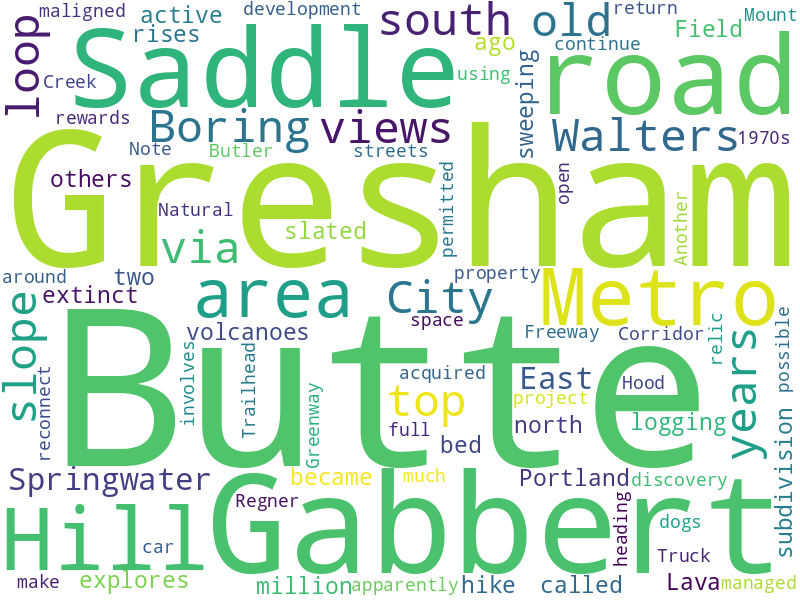 maligned
active
development
south
old
return
Mount
rises
ago
Field
loop
Saddle
continue
road
Creek
using
sweeping
rewards
Boring
views
Walters
1970s
Note
Butler
streets
Gresham
others
permitted
open
Natural
slated
via
Another
around
two
area
City
property
Metro
slope
extinct
space
volcanoes
Freeway
Corridor
years
relic
possible
Butte
involves
Trailhead
reconnect
acquired
East
Hood
top
project
Greenway
full
bed
north
logging
Springwater
became
much
Portland
discovery
subdivision
Regner
Gabbert
heading
dogs
Hill
car
Truck
make
explores
million
apparently
hike
called
Lava
managed